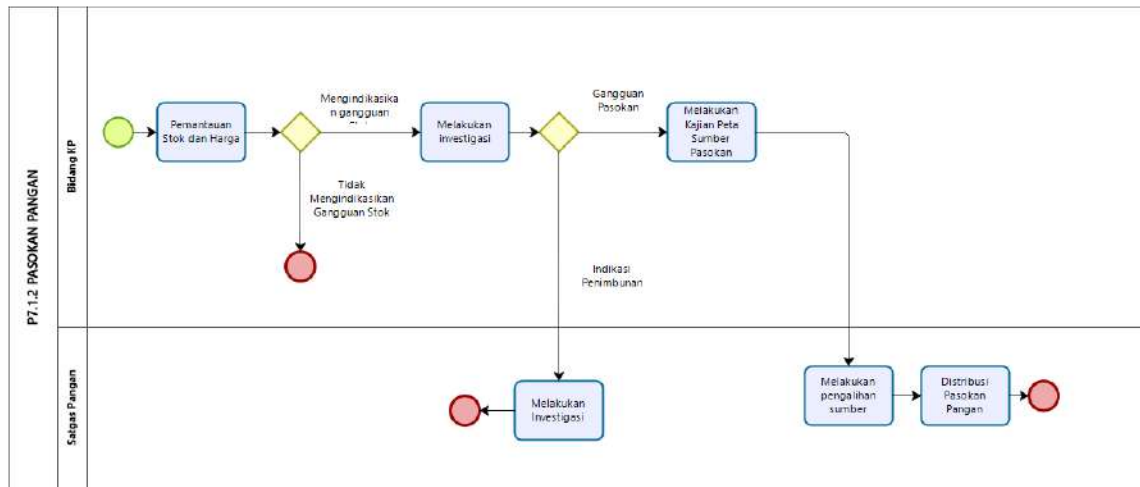 P7.1.2 PASOKAN PANGAN
Bidang KP
Pemantauan
Stok dan Harga
Mengindikasika
n gangguan
Melakukan
investigasi
Gangguan
Pasokan
Melakukan
Kajian Peta
Sumber
Pasokan
Tidak
Mengindikasikan
Gangguan Stok
Indikasi
Penimbunan
Satgas Pangan
Melakukan
Investigasi
Melakukan
pengalihan
sumber
Distribusi
Pasokan
Pangan